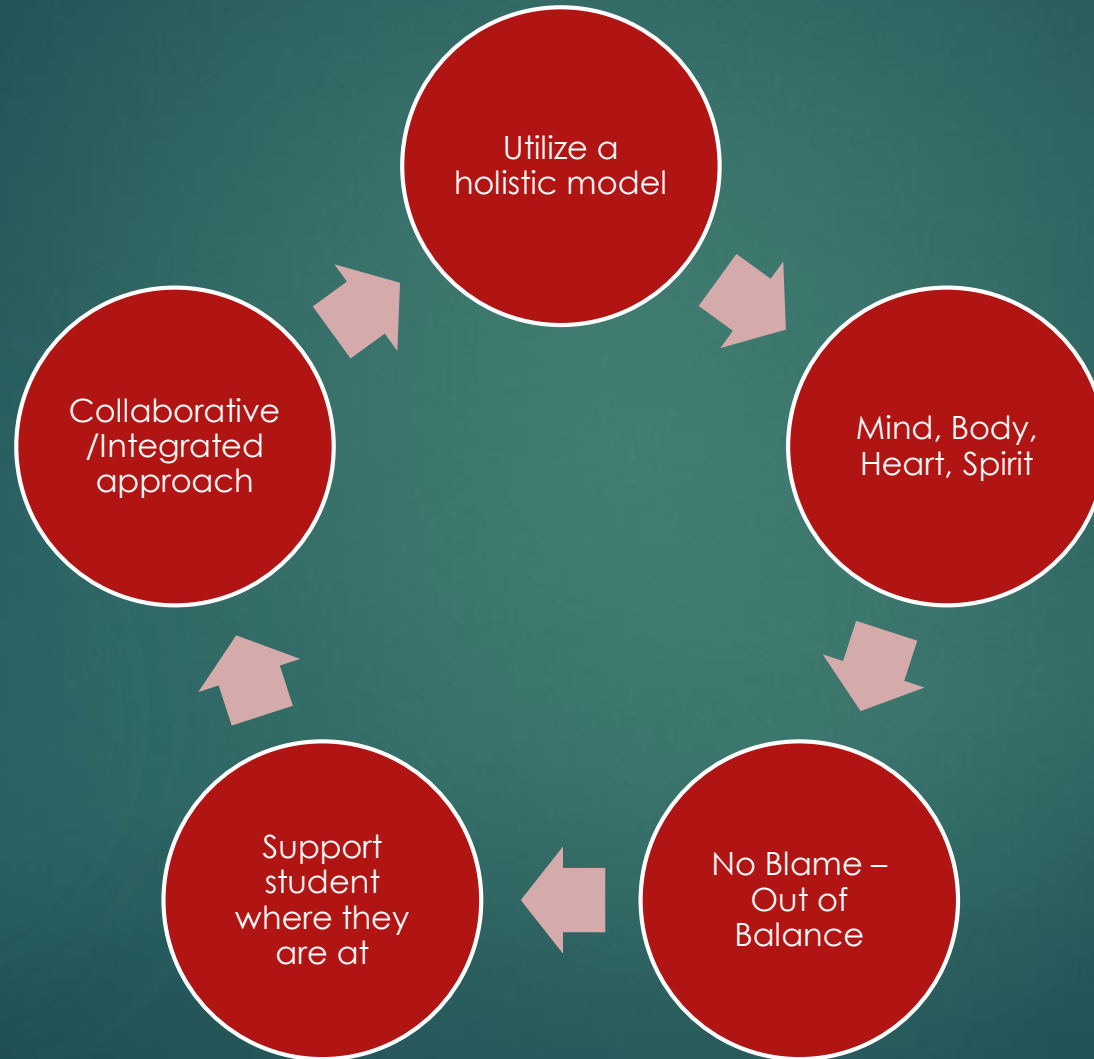 Utilize a
holistic model
Mind, Body,
Heart, Spirit
No Blame –
Out of
Balance
Support
student
where they
are at
Collaborative
/Integrated
approach